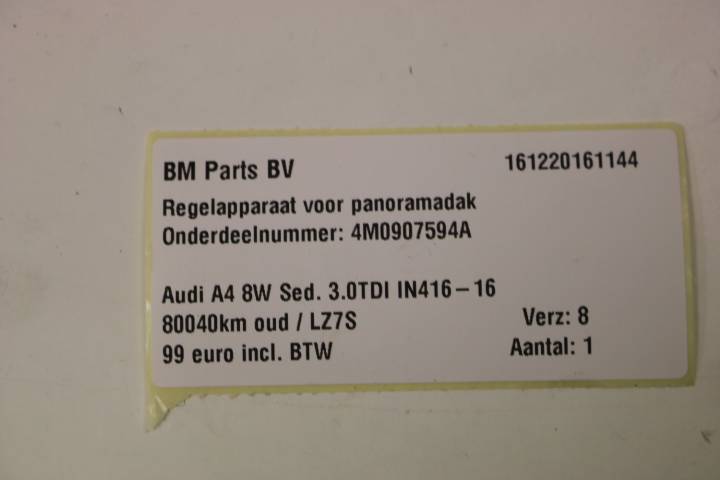 BM Parts BV 161220161144
Regelapparaat voor panoramadak
Onderdeelnummer: 4M0907594A
Audi A4 8W Sed. 3.0TDI IN416-16
80040km oud / LZ7S Verz: 8
99 euro incl. BTW Aantal: 1